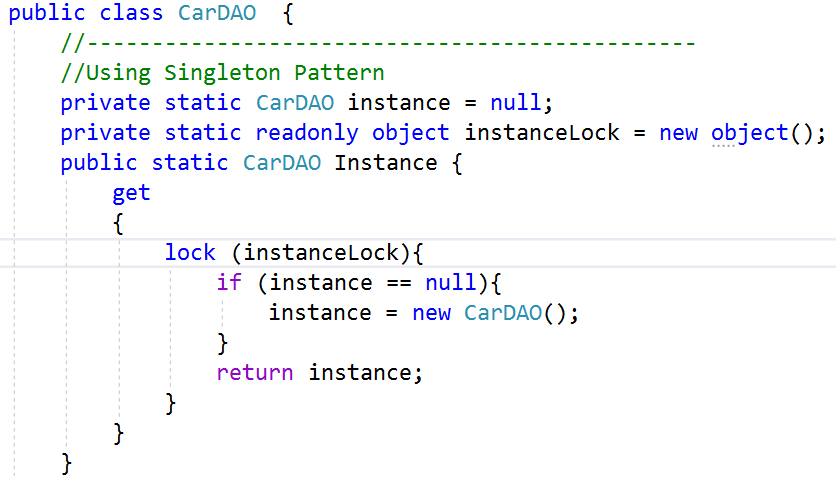 public class CarDAO  {
//-----------------------------------------------
//Using Singleton Pattern
private static CarDAO instance = null;
private static readonly object instanceLock = new object();
public static CarDAO Instance {
get
{
lock (instanceLock){
if (instance == null){
instance = new CarDAO();
}
return instance;
}
}
}